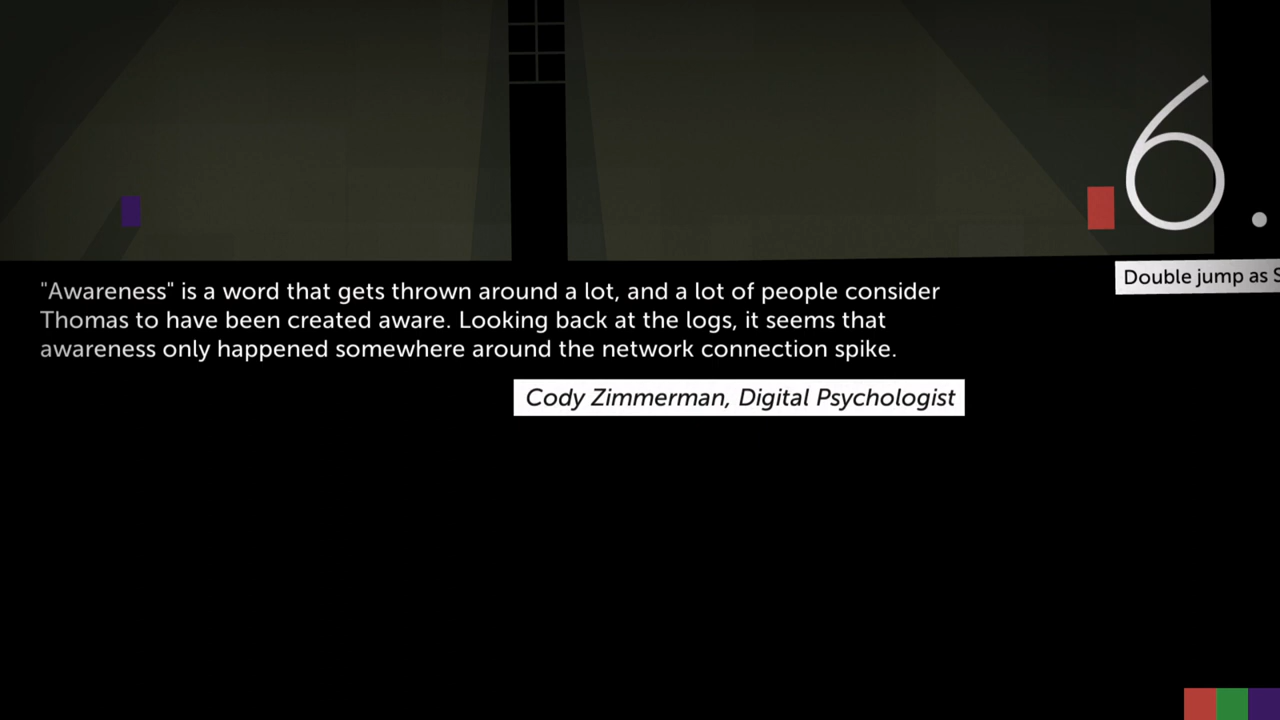 6.
Double jump as
"Awareness" is a word that gets thrown around a lot, and a lot of people consider
Thomas to have been created aware. Looking back at the logs, it seems that
awareness only happened somewhere around the network connection spike.
Cody Zimmerman, Digital Psychologist